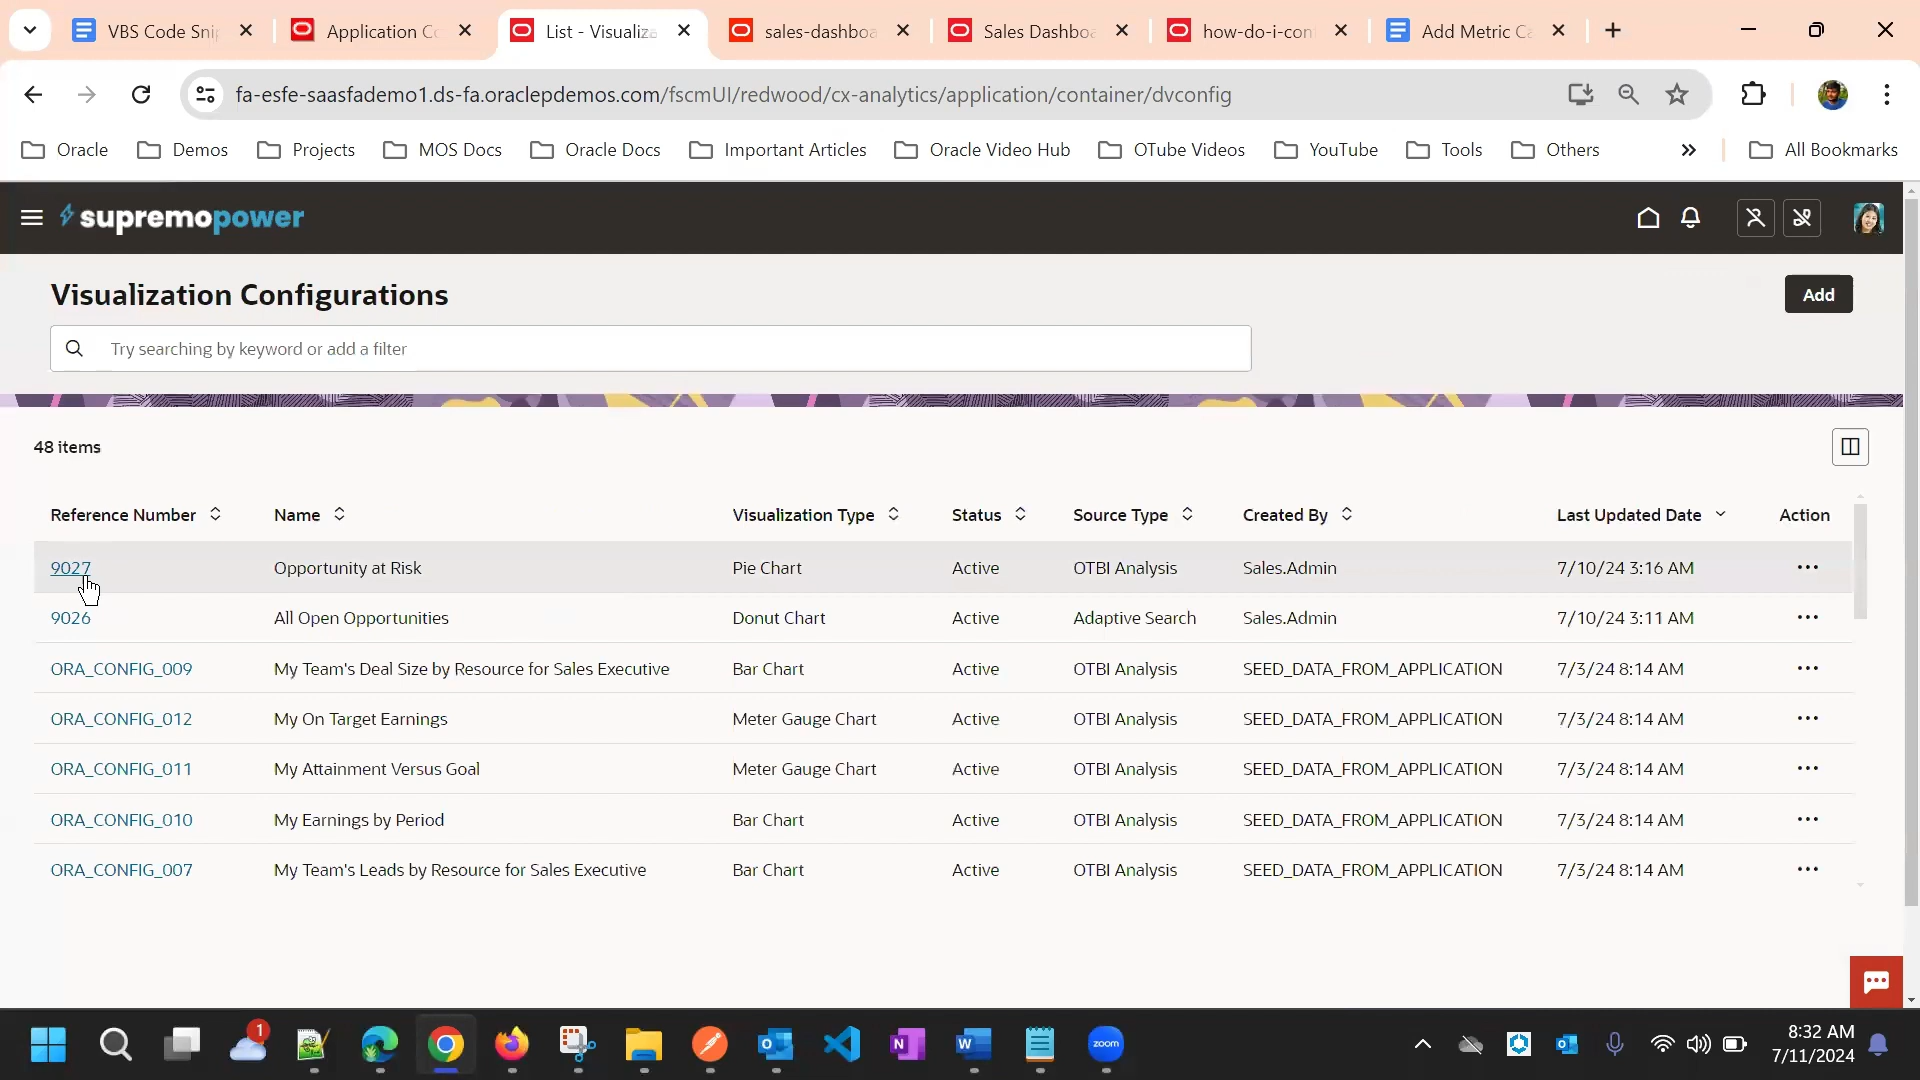 VBS Code Snip
Application Co
List - Visualiza
sales-dashboa
Sales Dashboa
how-do-i-con
Add Metric Ca
fa-esfe-saasfademo1.ds-fa.oraclepdemos.com/fscmUI/redwood/cx-analytics/application/container/dvconfig
Oracle
Demos
Projects
MOS Docs
Oracle Docs
Important Articles
Oracle Video Hub
OTube Videos
YouTube
Tools
Others
»
All Bookmarks
supremopower
Visualization Configurations
Add
Try searching by keyword or add a filter
48 items
Reference Number Name Visualization Type Status Source Type Created By Last Updated Date Action
9027 Opportunity at Risk Pie Chart Active OTBI Analysis Sales.Admin 7/10/24 3:16 AM ...
9026 All Open Opportunities Donut Chart Active Adaptive Search Sales.Admin 7/10/24 3:11 AM ...
ORA_CONFIG_009 My Team's Deal Size by Resource for Sales Executive Bar Chart Active OTBI Analysis SEED_DATA_FROM_APPLICATION 7/3/24 8:14 AM ...
ORA_CONFIG_012 My On Target Earnings Meter Gauge Chart Active OTBI Analysis SEED_DATA_FROM_APPLICATION 7/3/24 8:14 AM ...
ORA_CONFIG_011 My Attainment Versus Goal Meter Gauge Chart Active OTBI Analysis SEED_DATA_FROM_APPLICATION 7/3/24 8:14 AM ...
ORA_CONFIG_010 My Earnings by Period Bar Chart Active OTBI Analysis SEED_DATA_FROM_APPLICATION 7/3/24 8:14 AM ...
ORA_CONFIG_007 My Team's Leads by Resource for Sales Executive Bar Chart Active OTBI Analysis SEED_DATA_FROM_APPLICATION 7/3/24 8:14 AM ...
1
zoom
8:32 AM
7/11/2024